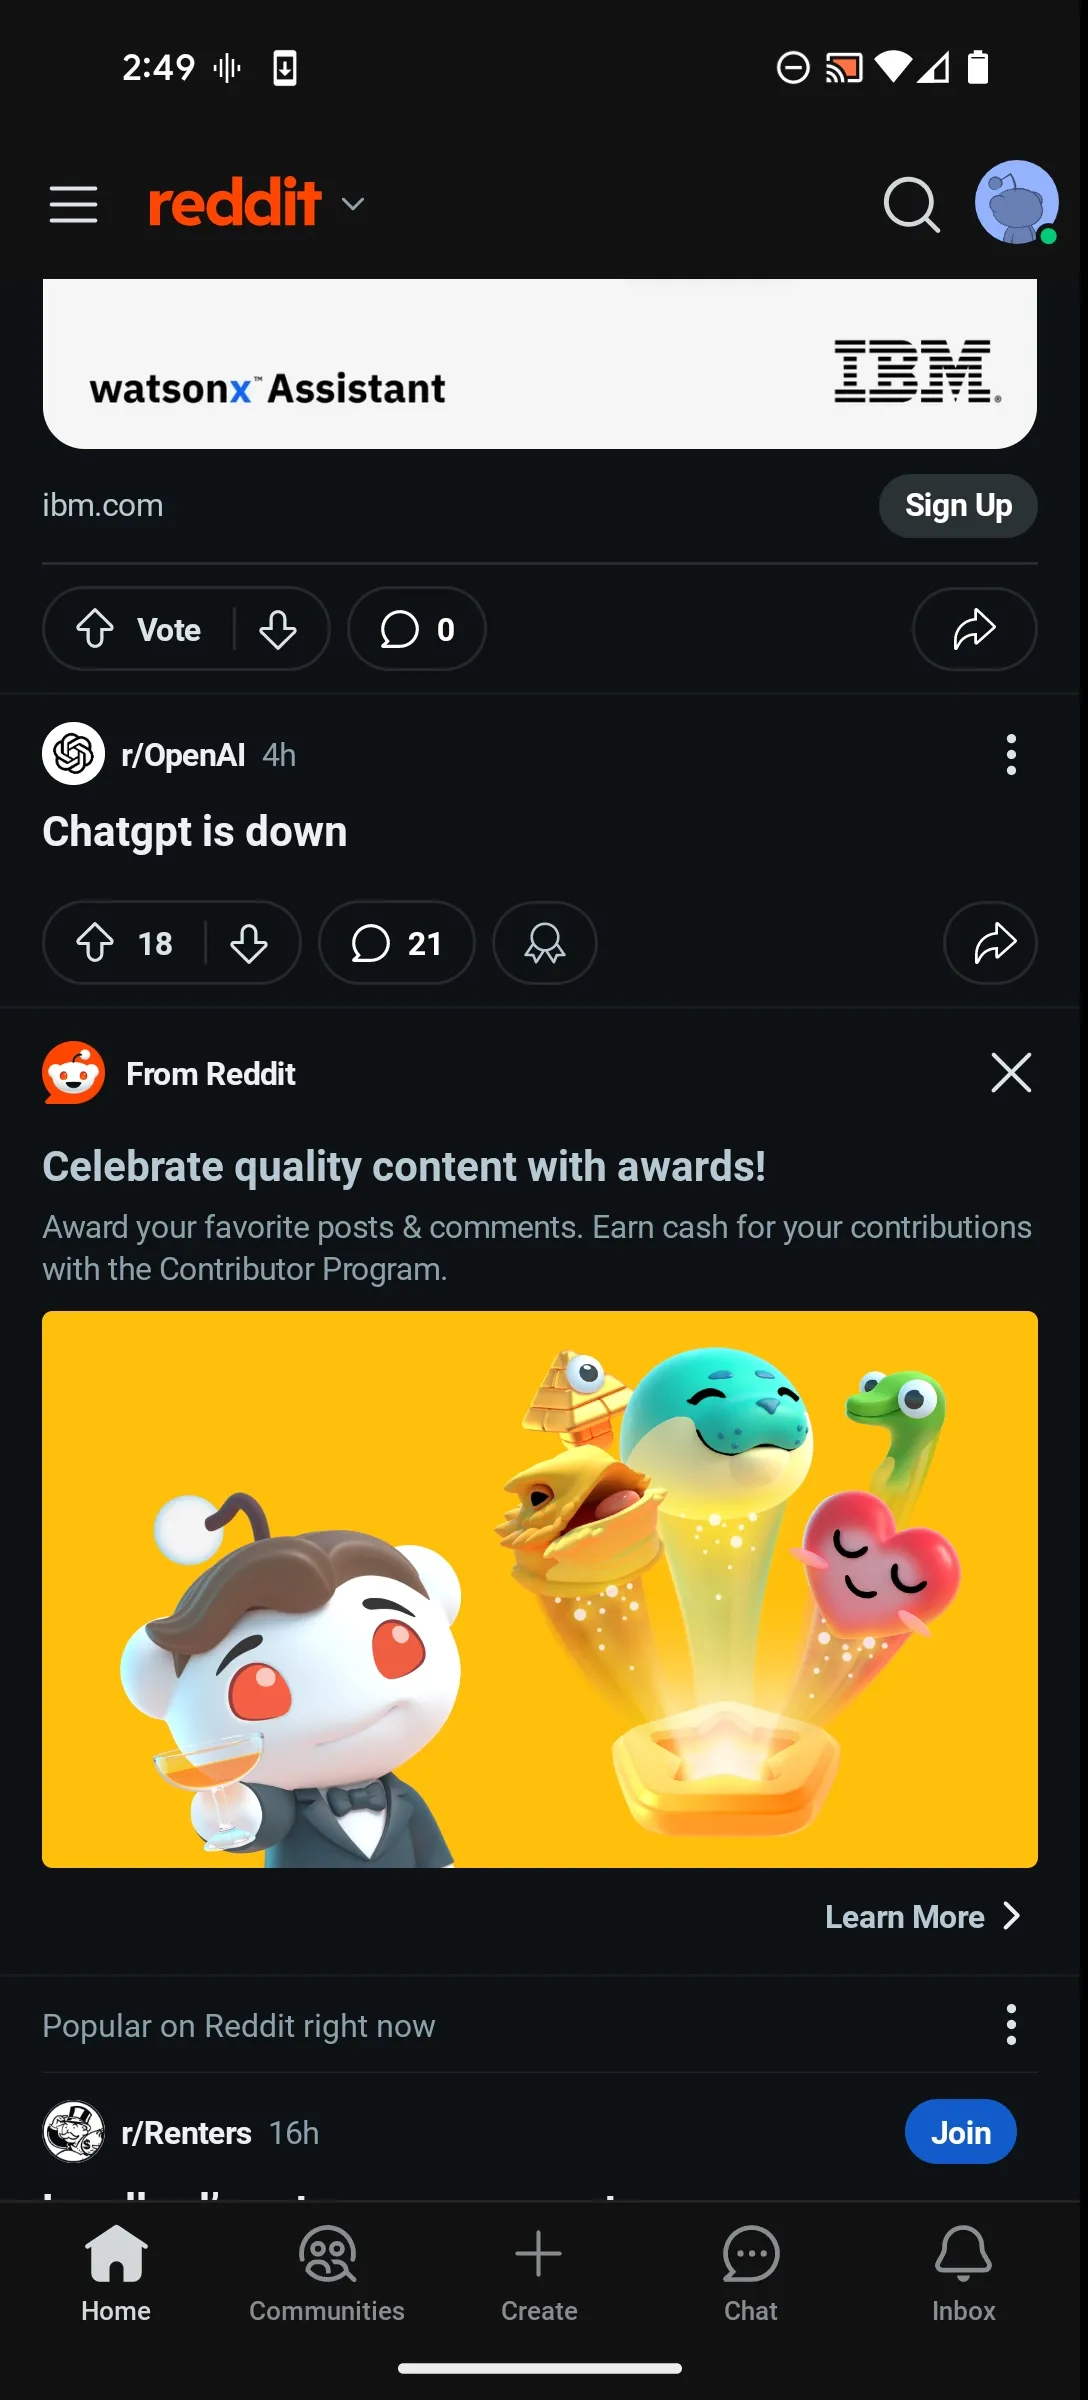 2:49
reddit
watsonx™ Assistant
IBM®
ibm.com
Sign Up
Vote
0
r/OpenAI 4h
Chatgpt is down
18
21
From Reddit
Celebrate quality content with awards!
Award your favorite posts & comments. Earn cash for your contributions
with the Contributor Program.
Learn More
Popular on Reddit right now
r/Renters 16h
Join
Home
Communities
Create
Chat
Inbox